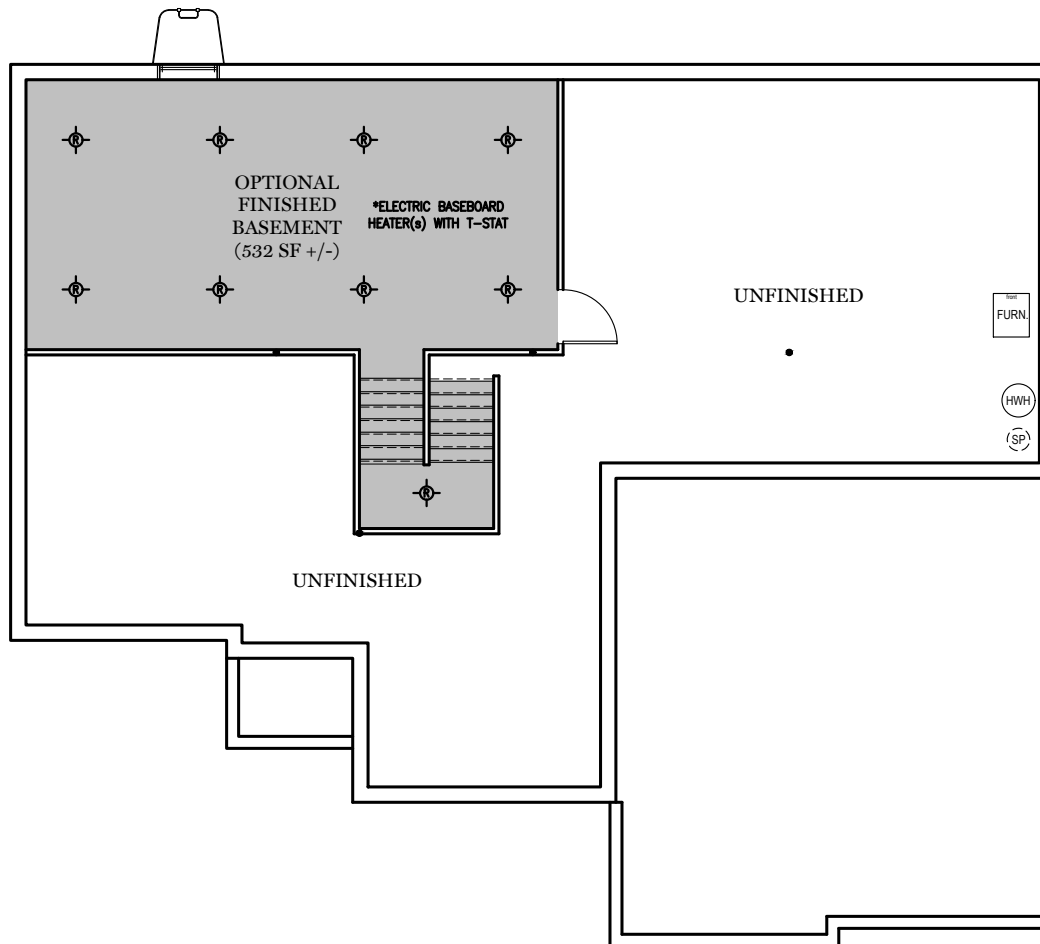 R R R R
OPTIONAL
FINISHED
BASEMENT
(532 SF +/-)
*ELECTRIC BASEBOARD
HEATER(s) WITH T-STAT
R R R R
UNFINISHED
front
FURN.
HWH
SP
R
UNFINISHED